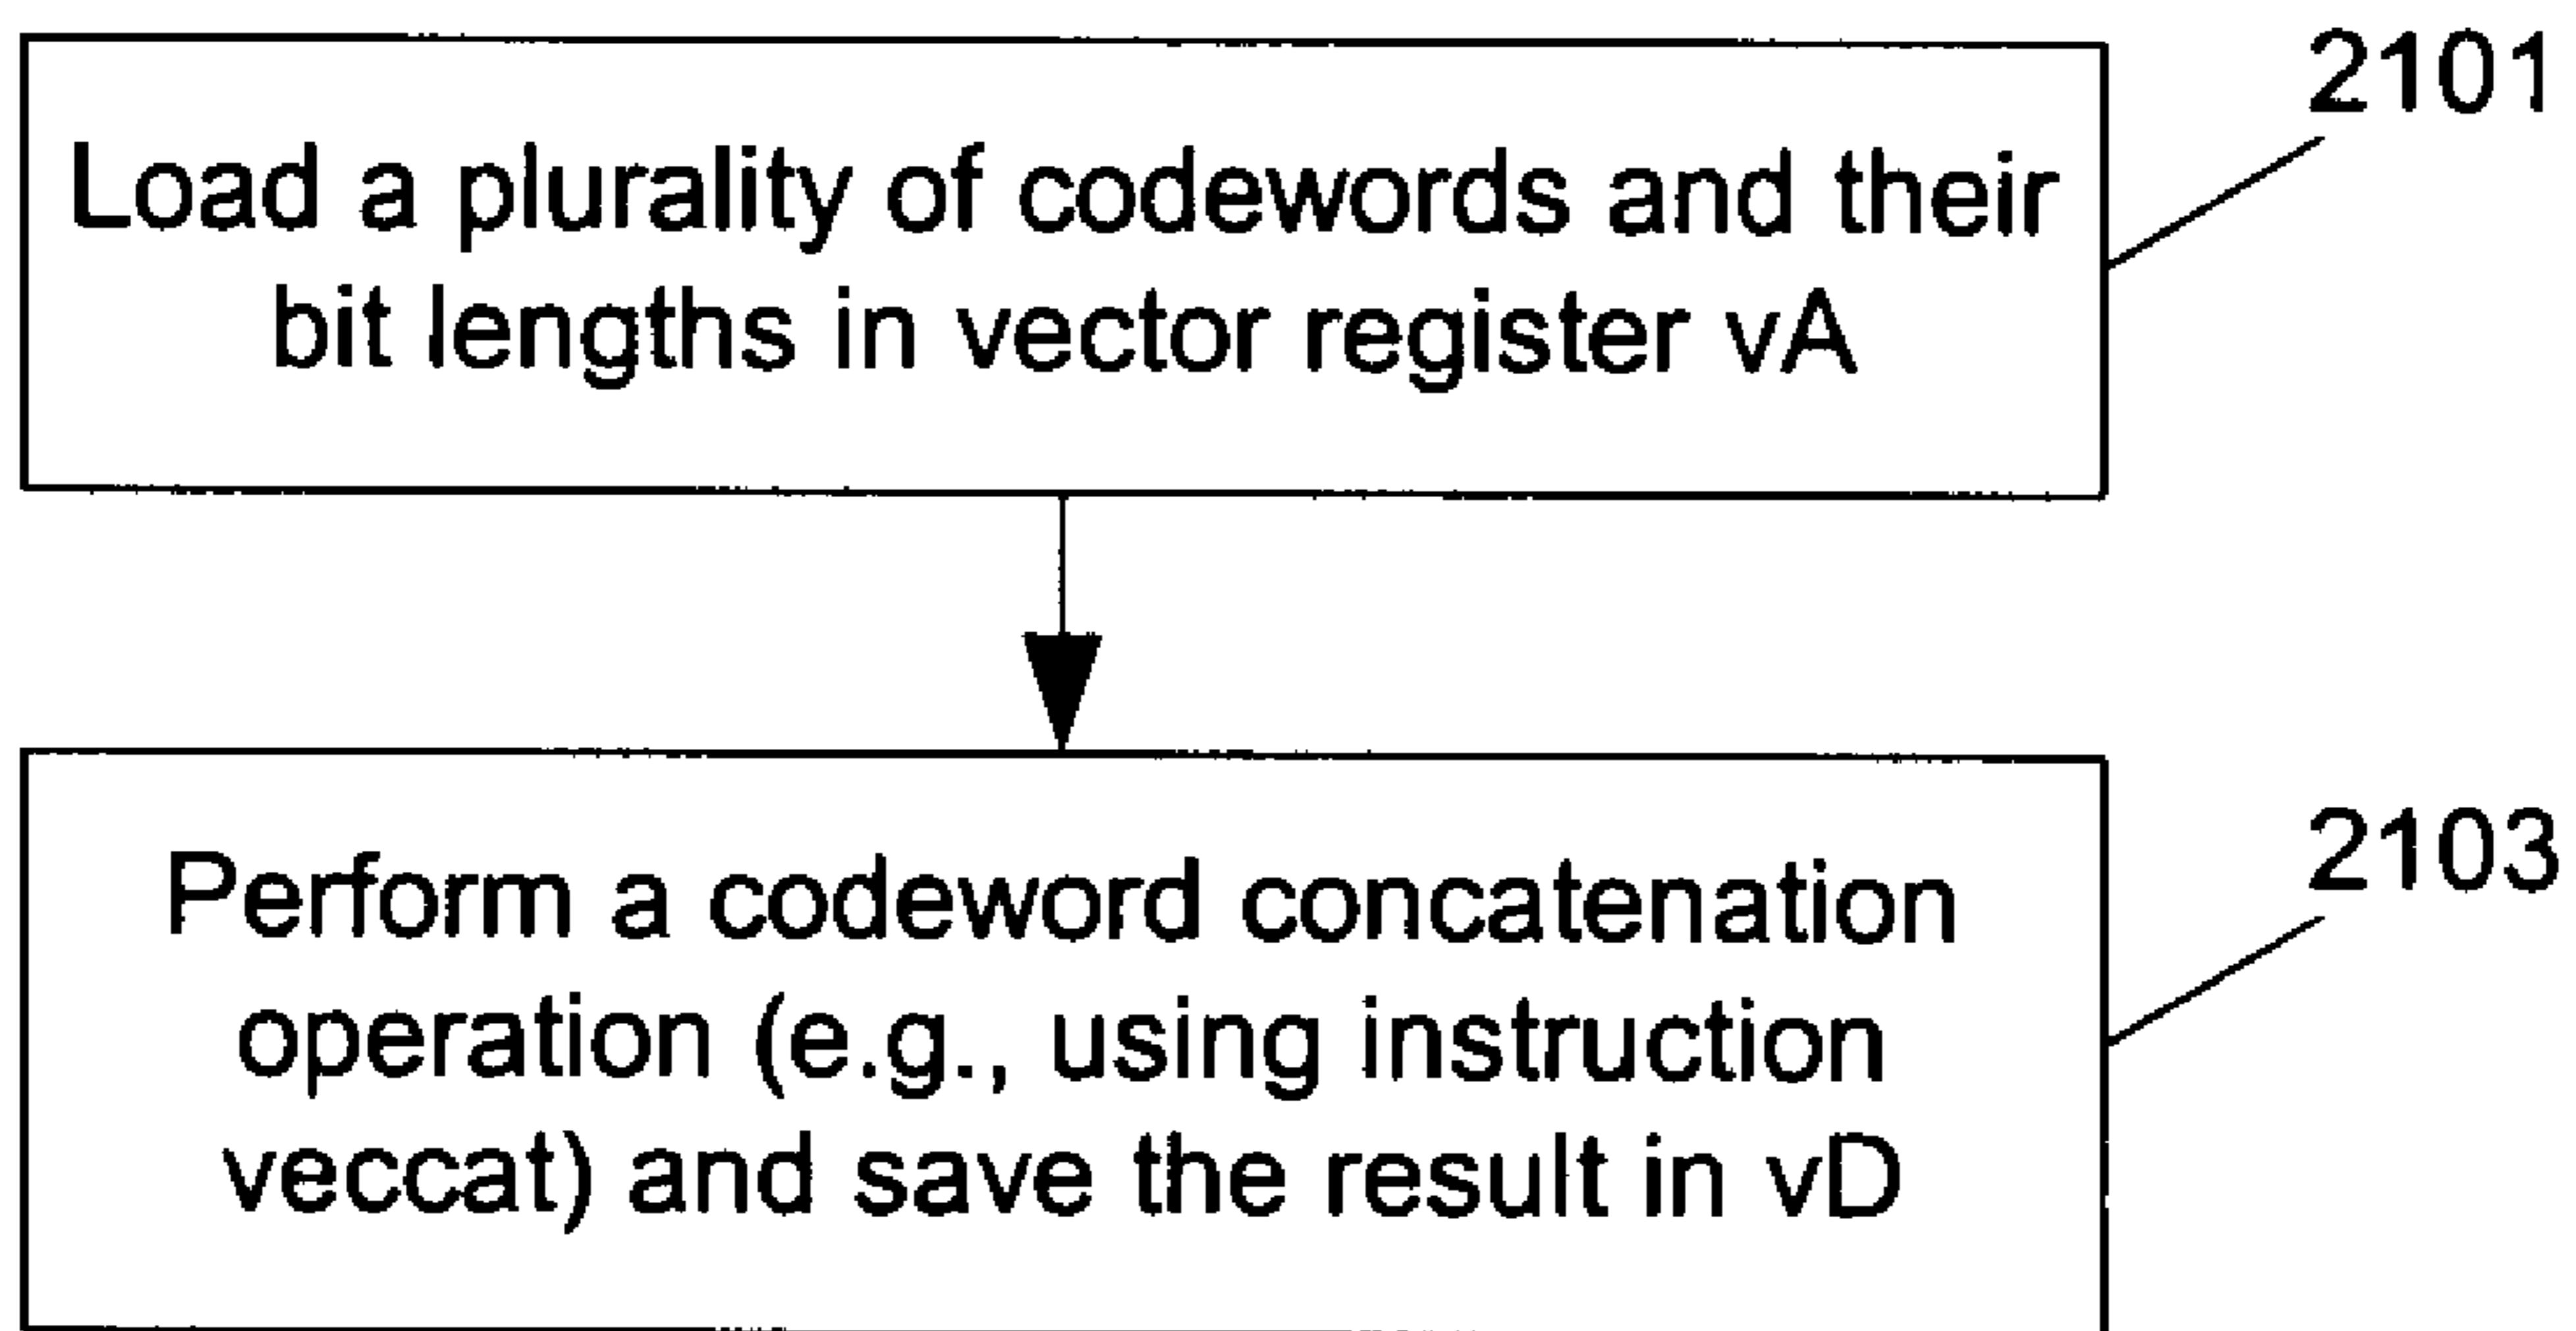 2101
Load a plurality of codewords and their
bit lengths in vector register vA
2103
Perform a codeword concatenation
operation (e.g., using instruction
veccat) and save the result in vD